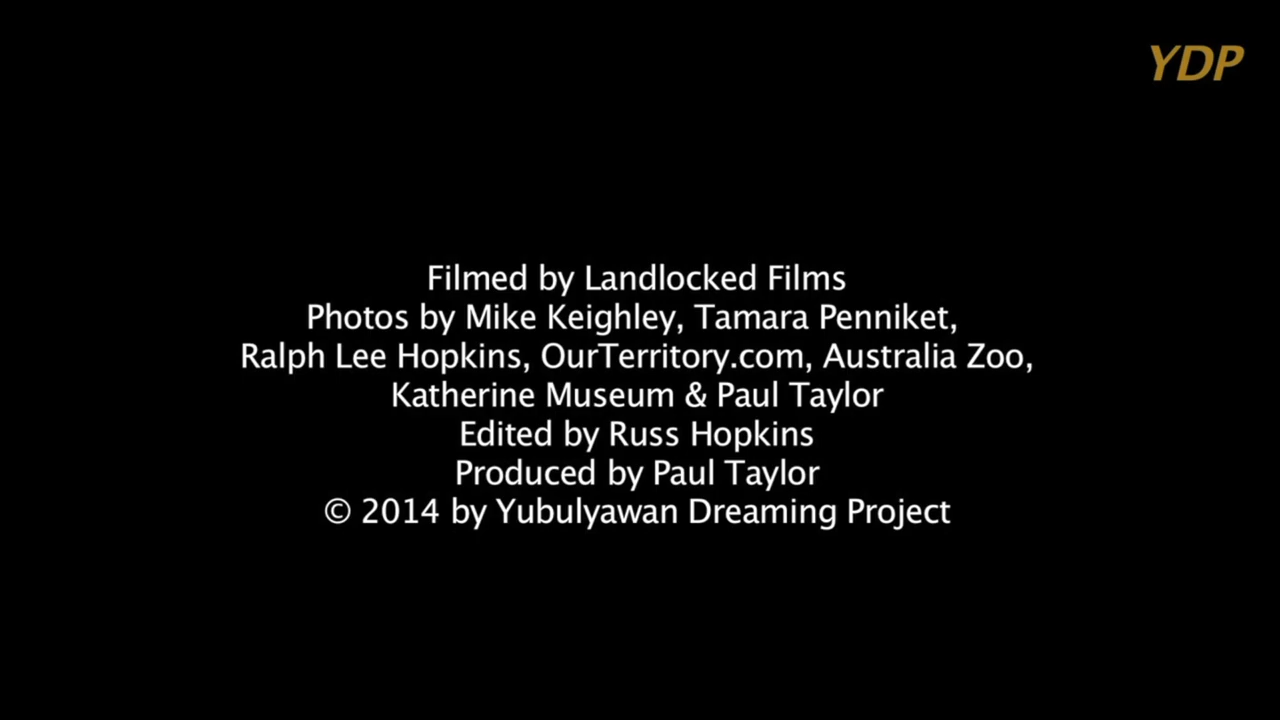 YDP
Filmed by Landlocked Films
Photos by Mike Keighley, Tamara Penniket,
Ralph Lee Hopkins, OurTerritory.com, Australia Zoo,
Katherine Museum & Paul Taylor
Edited by Russ Hopkins
Produced by Paul Taylor
© 2014 by Yubulyawan Dreaming Project